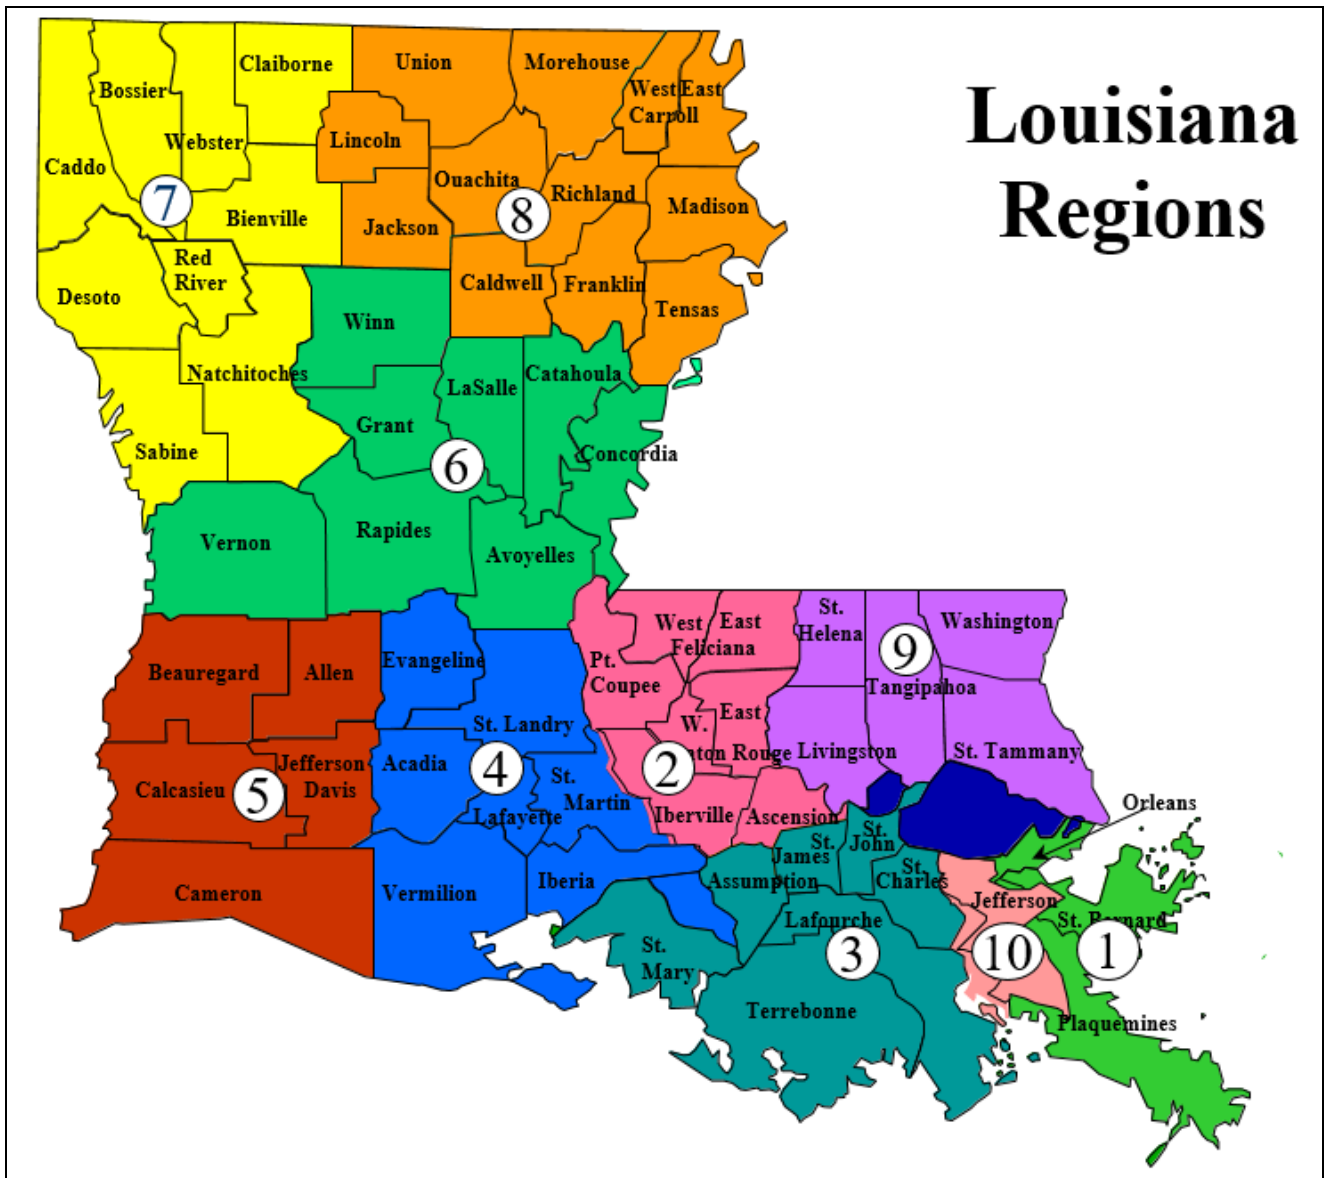 Louisiana
Regions
Claiborne
Union
Morehouse
Bossier
West East
Carroll
Webster
Lincoln
Caddo
Ouachita
Richland
Madison
7
8
Bienville
Jackson
Red
River
Caldwell
Franklin
Desoto
Tensas
Winn
Natchitoches
LaSalle
Catahoula
Grant
Sabine
Concordia
6
Rapides
Vernon
Avoyelles
St.
Helena
West
East
Feliciana
Washington
9
Evangeline
Pt.
Coupee
Beauregard
Allen
Tangipahoa
St. Landry
W.
East
ton Rouge
Livingston
St. Tammany
Acadia
4
2
Jefferson
Davis
Calcasieu
5
St.
Martin
Lafayette
Iberville
Ascension
Orleans
St.
John
St.
James
St.
Charles
Assumption
Iberia
Vermilion
Cameron
Jefferson
Lafourche
St. Bernard
St.
Mary
3
10
1
Terrebonne
Plaquemines